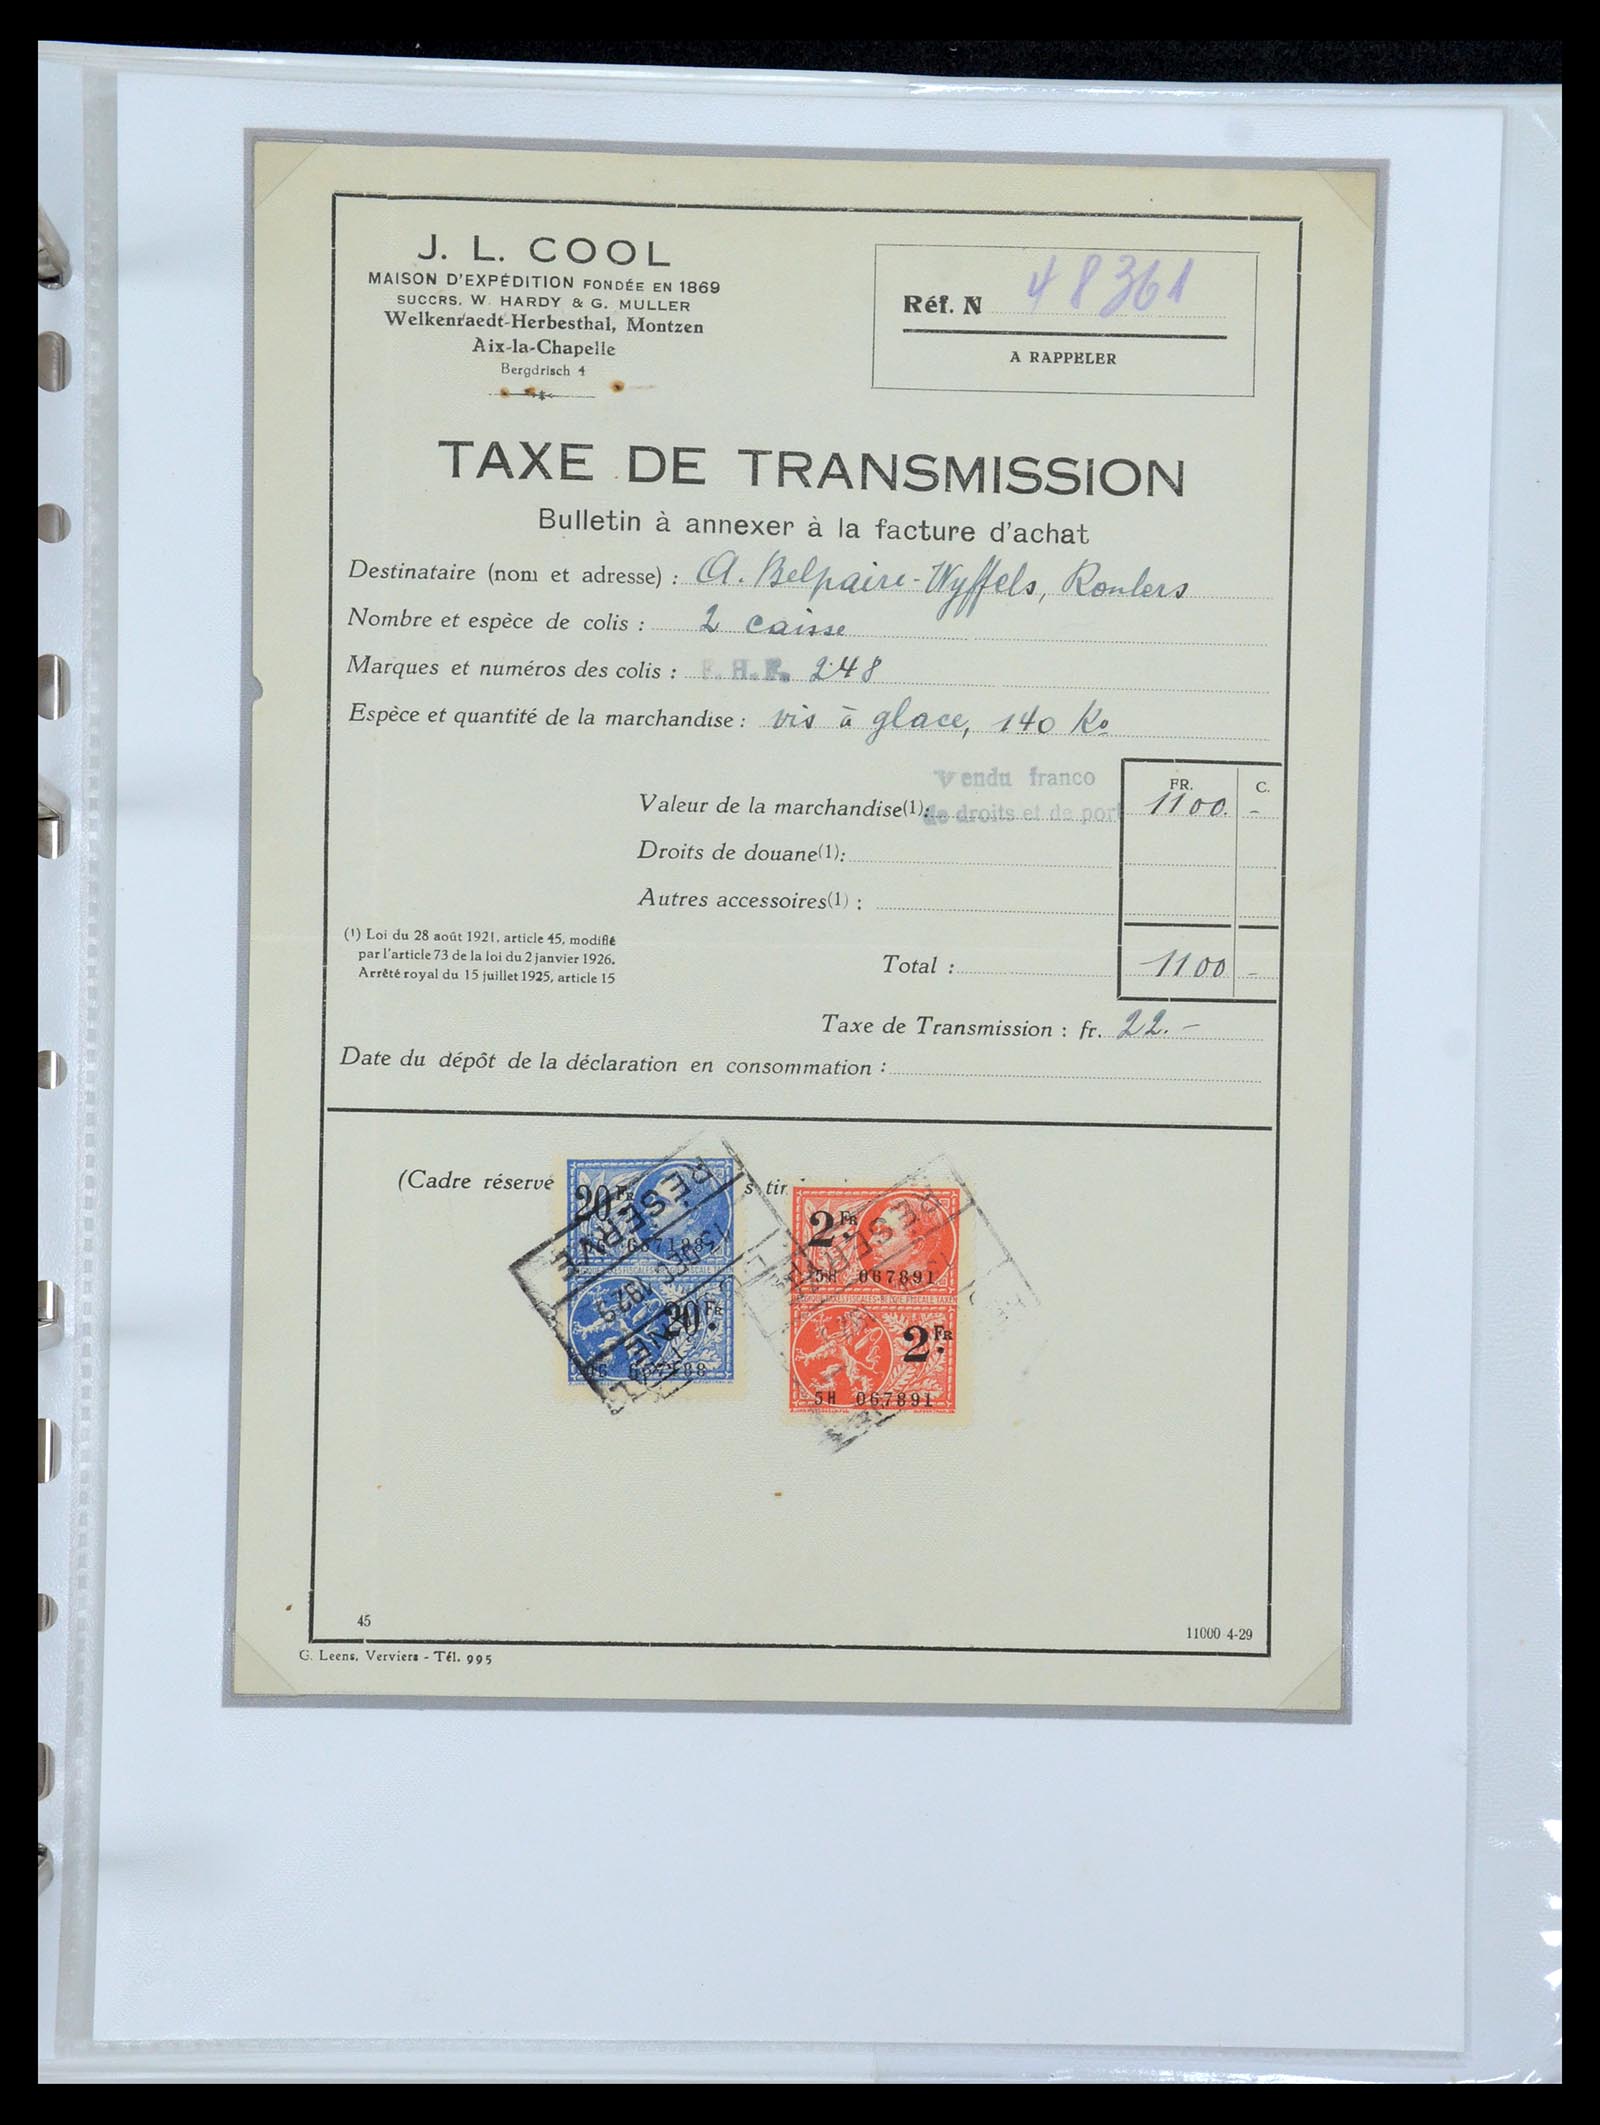 J. L. COOL
MAISON D'EXPÉDITION FONDÉE EN 1869
SUCCRS. W. HARDY & G. MULLER
Welkenraedt-Herbesthal, Montzen
Aix-la-Chapelle
Bergdrisch 4
Réf. N 48361
A RAPPELER
TAXE DE TRANSMISSION
Bulletin à annexer à la facture d'achat
Destinataire (nom et adresse) : A. Belpaire-Wyffels, Roulers
Nombre et espèce de colis : 2 caisse
Marques et numéros des colis : F. H. F. 248
Espèce et quantité de la marchandise : vis à glace, 140 Ko
Vendu franco
de droits et de port
FR. C.
Valeur de la marchandise(1): 1100. -
Droits de douane(1):
Autres accessoires(1) :
(1) Loi du 28 août 1921, article 45, modifié
par l'article 73 de la loi du 2 janvier 1926.
Arrêté royal du 15 juillet 1925, article 15
Total : 1100 -
Taxe de Transmission : fr. 22.-
Date du dépôt de la déclaration en consommation :
(Cadre réservé s tir
20 FR
RÉSERVE
DEC 1929
20 FR
2 FR
RÉSERVE
5H 067891
2 FR
5H 067891
45
11000 4-29
G. Leens, Verviers - Tél. 995